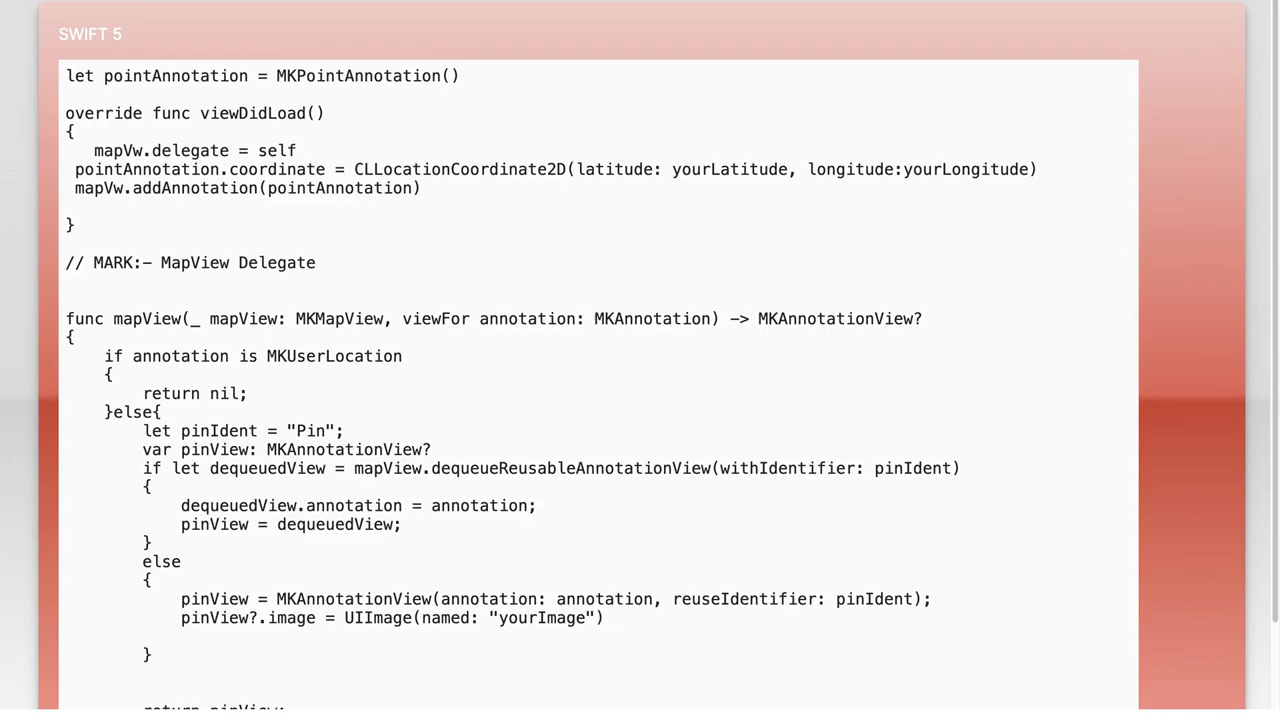 SWIFT 5
let pointAnnotation = MKPointAnnotation()
override func viewDidLoad()
{
mapVw.delegate = self
pointAnnotation.coordinate = CLLocationCoordinate2D(latitude: yourLatitude, longitude:yourLongitude)
mapVw.addAnnotation(pointAnnotation)
}
// MARK:- MapView Delegate
func mapView(_ mapView: MKMapView, viewFor annotation: MKAnnotation) -> MKAnnotationView?
{
if annotation is MKUserLocation
{
return nil;
}else{
let pinIdent = "Pin";
var pinView: MKAnnotationView?
if let dequeuedView = mapView.dequeueReusableAnnotationView(withIdentifier: pinIdent)
{
dequeuedView.annotation = annotation;
pinView = dequeuedView;
}
else
{
pinView = MKAnnotationView(annotation: annotation, reuseIdentifier: pinIdent);
pinView?.image = UIImage(named: "yourImage")
}
return pinView;